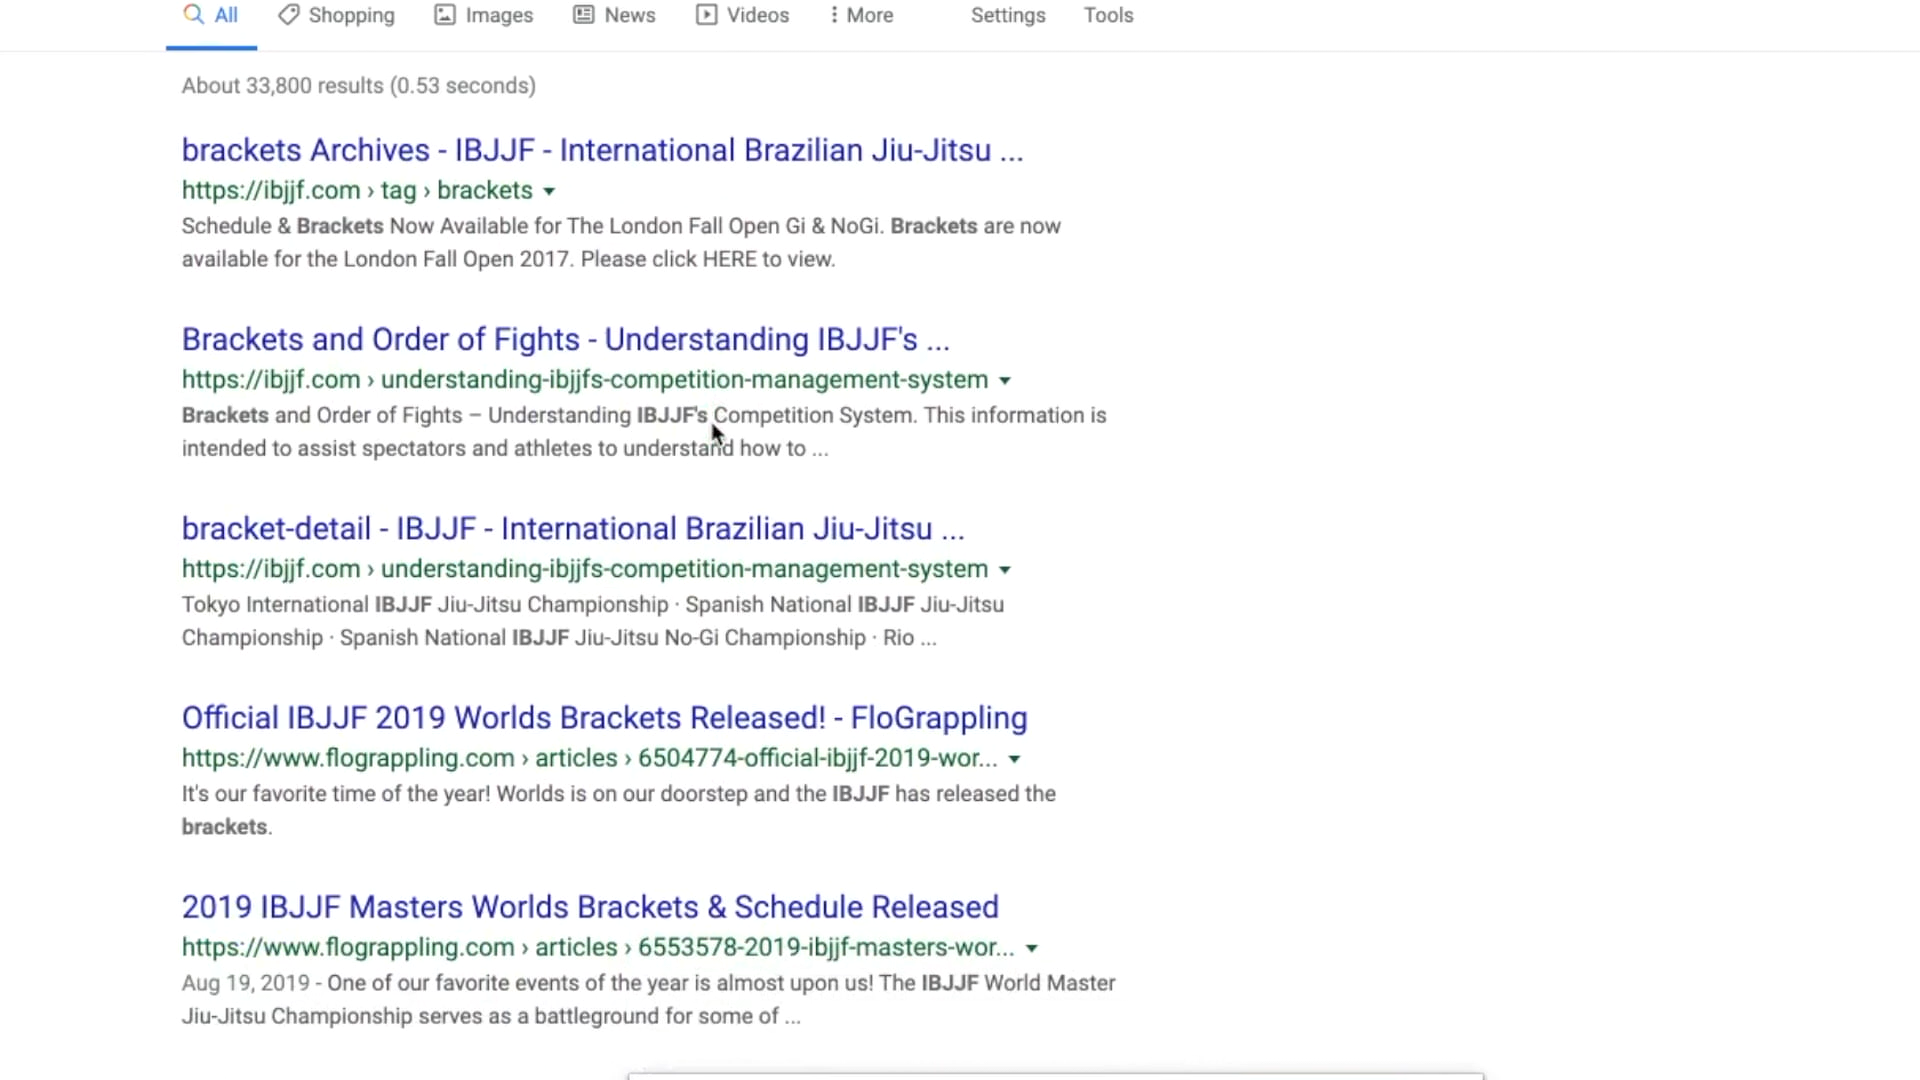 All Shopping Images News Videos More Settings Tools
About 33,800 results (0.53 seconds)
brackets Archives - IBJJF - International Brazilian Jiu-Jitsu ...
https://ibjjf.com › tag › brackets
Schedule & Brackets Now Available for The London Fall Open Gi & NoGi. Brackets are now
available for the London Fall Open 2017. Please click HERE to view.
Brackets and Order of Fights - Understanding IBJJF's ...
https://ibjjf.com › understanding-ibjjfs-competition-management-system
Brackets and Order of Fights – Understanding IBJJF's Competition System. This information is
intended to assist spectators and athletes to understand how to ...
bracket-detail - IBJJF - International Brazilian Jiu-Jitsu ...
https://ibjjf.com › understanding-ibjjfs-competition-management-system
Tokyo International IBJJF Jiu-Jitsu Championship · Spanish National IBJJF Jiu-Jitsu
Championship · Spanish National IBJJF Jiu-Jitsu No-Gi Championship · Rio ...
Official IBJJF 2019 Worlds Brackets Released! - FloGrappling
https://www.flograppling.com › articles › 6504774-official-ibjjf-2019-wor...
It's our favorite time of the year! Worlds is on our doorstep and the IBJJF has released the
brackets.
2019 IBJJF Masters Worlds Brackets & Schedule Released
https://www.flograppling.com › articles › 6553578-2019-ibjjf-masters-wor...
Aug 19, 2019 - One of our favorite events of the year is almost upon us! The IBJJF World Master
Jiu-Jitsu Championship serves as a battleground for some of ...